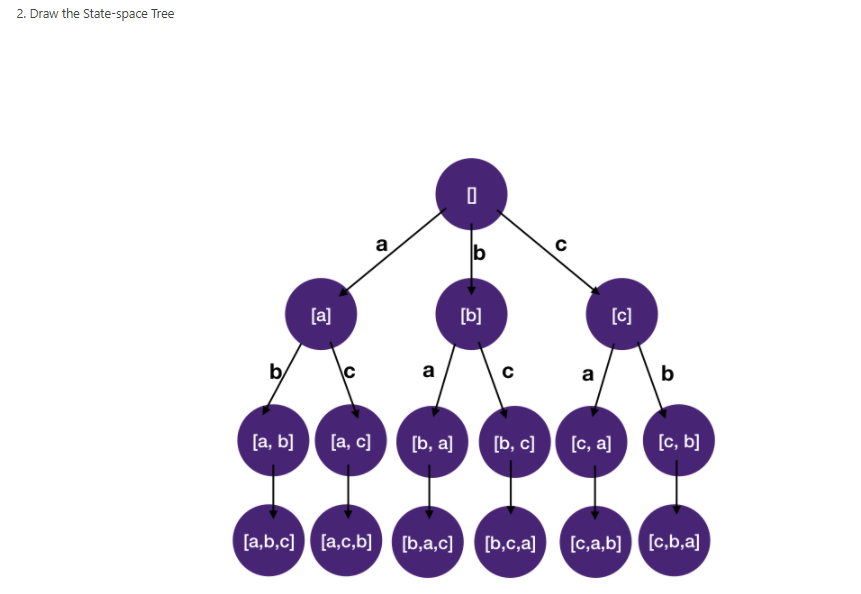 2. Draw the State-space Tree
[]
a
b
c
[a]
[b]
[c]
b
c
a
c
a
b
[a, b]
[a, c]
[b, a]
[b, c]
[c, a]
[c, b]
[a,b,c]
[a,c,b]
[b,a,c]
[b,c,a]
[c,a,b]
[c,b,a]